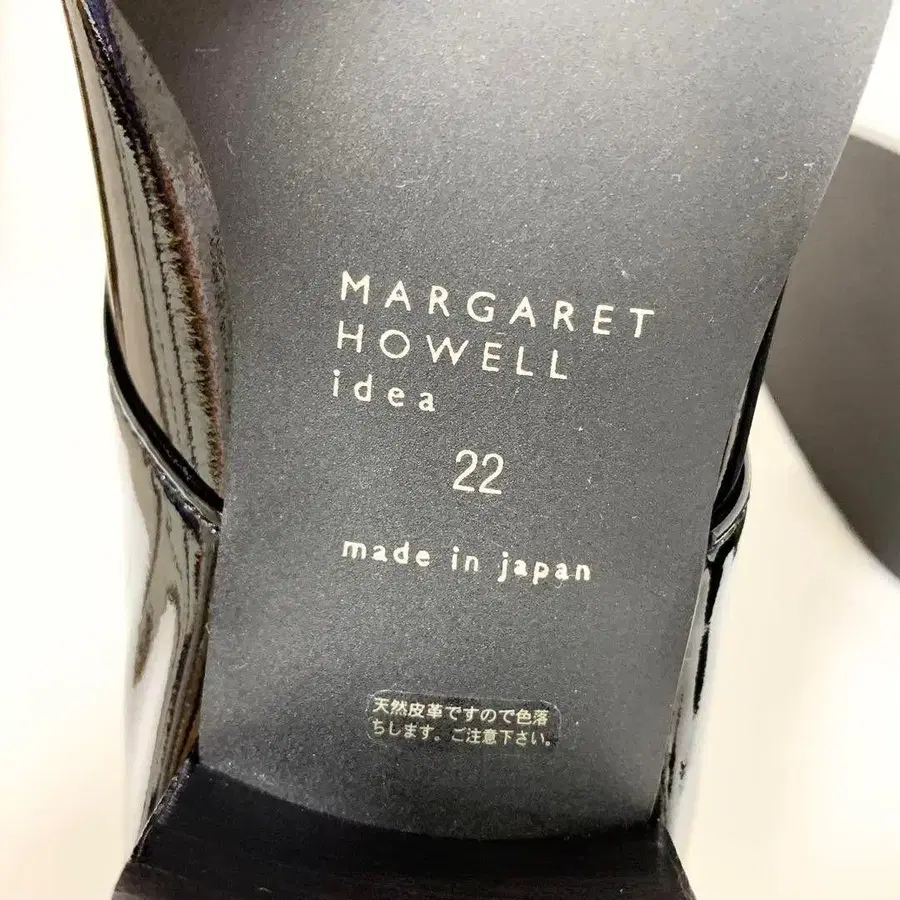 MARGARET
HOWELL
idea
22
made in japan
天然皮革ですので色落
ちします。ご注意下さい。